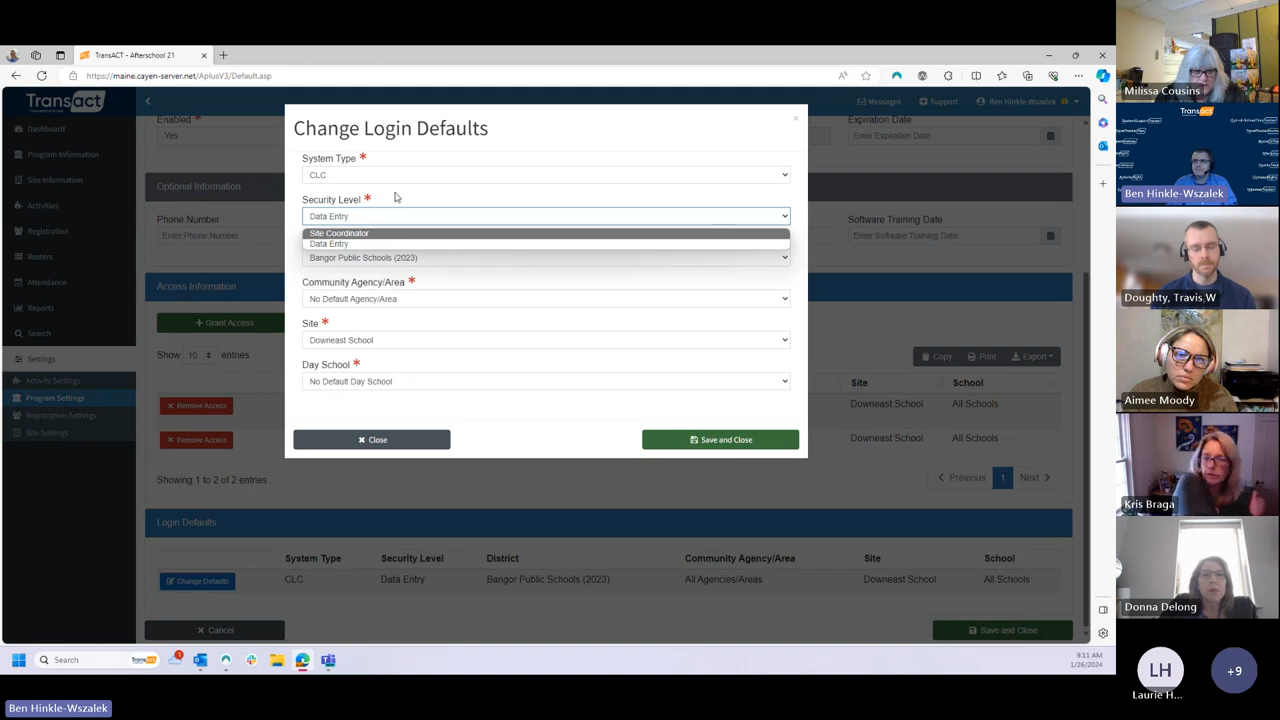 TransACT - Afterschool 21
https://maine.cayen-server.net/AplusV3/Default.asp
TransAct
Messages
Support
Ben Hinkle-Wszalek
Dashboard
Program Information
Site Information
Activities
Registration
Rosters
Attendance
Reports
Search
Settings
Activity Settings
Program Settings
Registration Settings
Site Settings
Enabled *
Yes
Expiration Date
Enter Expiration Date
Optional Information
Phone Number
Enter Phone Number
Software Training Date
Enter Software Training Date
Access Information
+ Grant Access
Show 10 entries
Copy
Print
Export
Site
School
Remove Access
Downeast School
All Schools
Remove Access
Downeast School
All Schools
Showing 1 to 2 of 2 entries
Previous
1
Next
Change Login Defaults
×
System Type *
CLC
Security Level *
Data Entry
Site Coordinator
Data Entry
Bangor Public Schools (2023)
Community Agency/Area *
No Default Agency/Area
Site *
Downeast School
Day School *
No Default Day School
Close
Save and Close
Login Defaults
System Type
Security Level
District
Community Agency/Area
Site
School
Change Defaults
CLC
Data Entry
Bangor Public Schools (2023)
All Agencies/Areas
Downeast School
All Schools
Cancel
Save and Close
Search
TransAct
1
9:11 AM
1/26/2024
Ben Hinkle-Wszalek
Milissa Cousins
TransAct
Ben Hinkle-Wszalek
Doughty, Travis W
Aimee Moody
Kris Braga
Donna Delong
LH
Laurie H...
+9